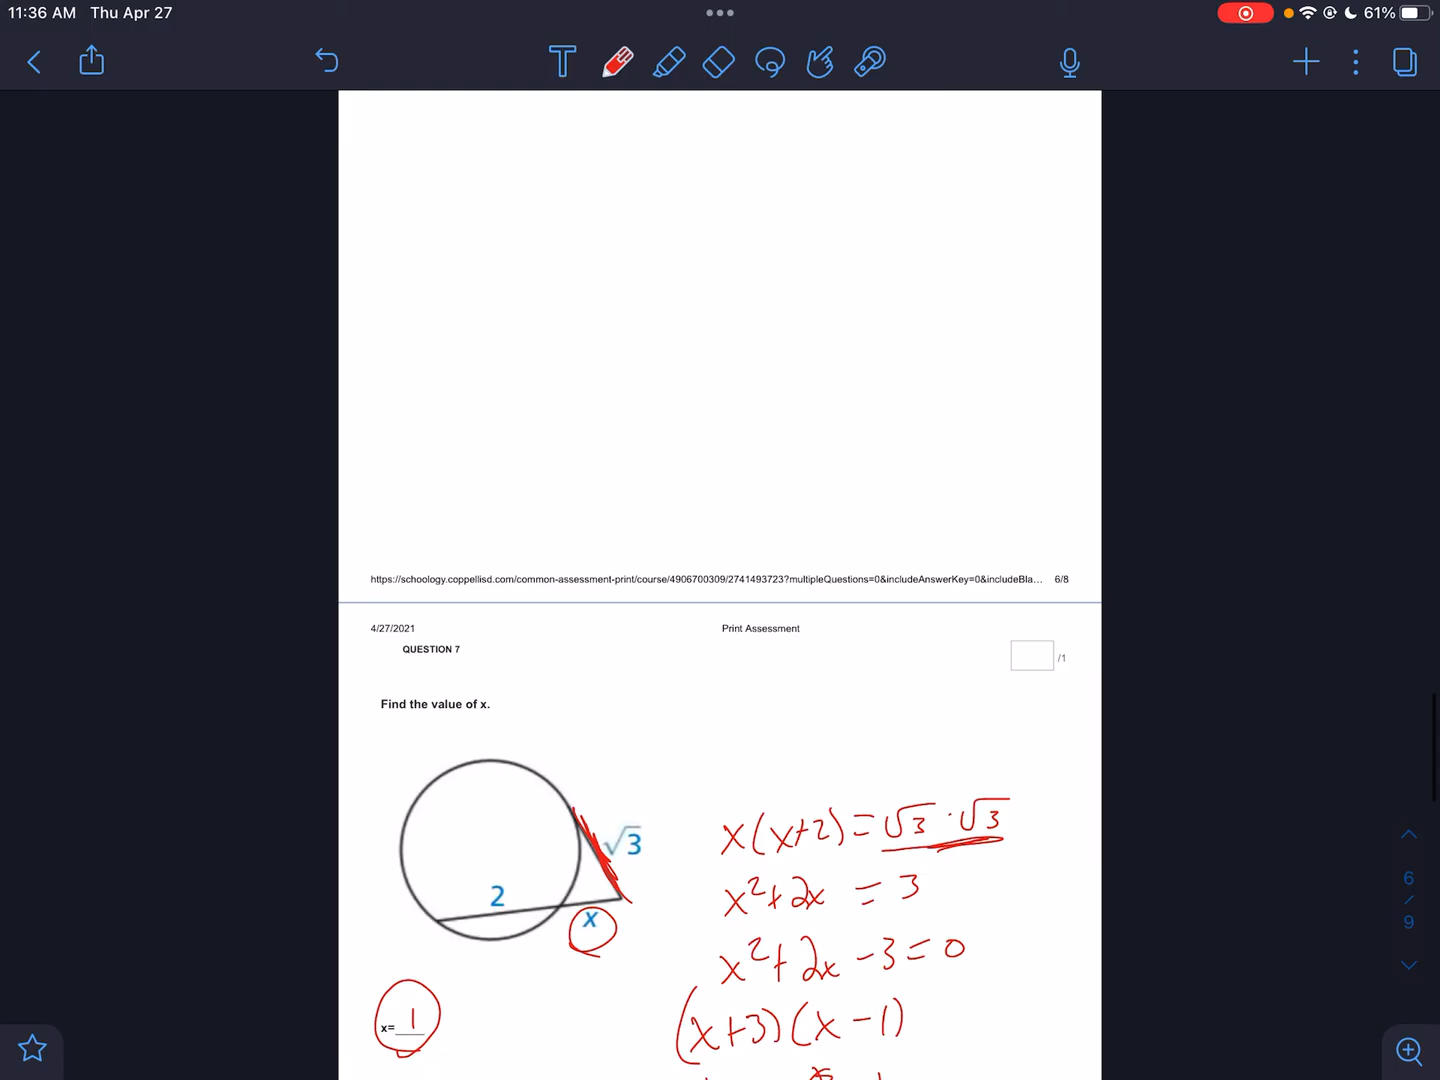 11:36 AM Thu Apr 27
61%
T
https://schoology.coppellisd.com/common-assessment-print/course/4906700309/2741493723?multipleQuestions=0&includeAnswerKey=0&includeBla... 6/8
4/27/2021 Print Assessment
QUESTION 7
/1
Find the value of x.
√3
2
x
x(x+2)=√3·√3
x²+2x = 3
x²+2x-3=0
(x+3)(x-1)
x=1
6/9